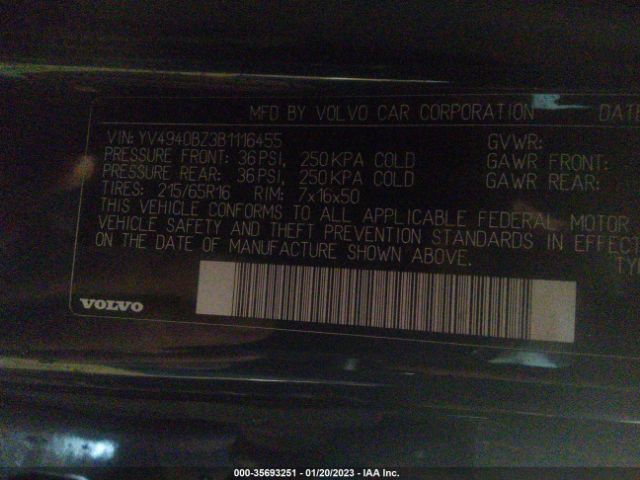 MFD BY VOLVO CAR CORPORATION DAT
VIN: YV4940BZ3B1116455 GVWR:
PRESSURE FRONT: 36 PSI, 250 KPA COLD GAWR FRONT:
PRESSURE REAR: 36 PSI, 250 KPA COLD GAWR REAR:
TIRES: 215/65R16 RIM: 7x16x50
THIS VEHICLE CONFORMS TO ALL APPLICABLE FEDERAL MOTOR
VEHICLE SAFETY AND THEFT PREVENTION STANDARDS IN EFFEC
ON THE DATE OF MANUFACTURE SHOWN ABOVE.
TY
VOLVO
000-35693251 - 01/20/2023 - IAA Inc.